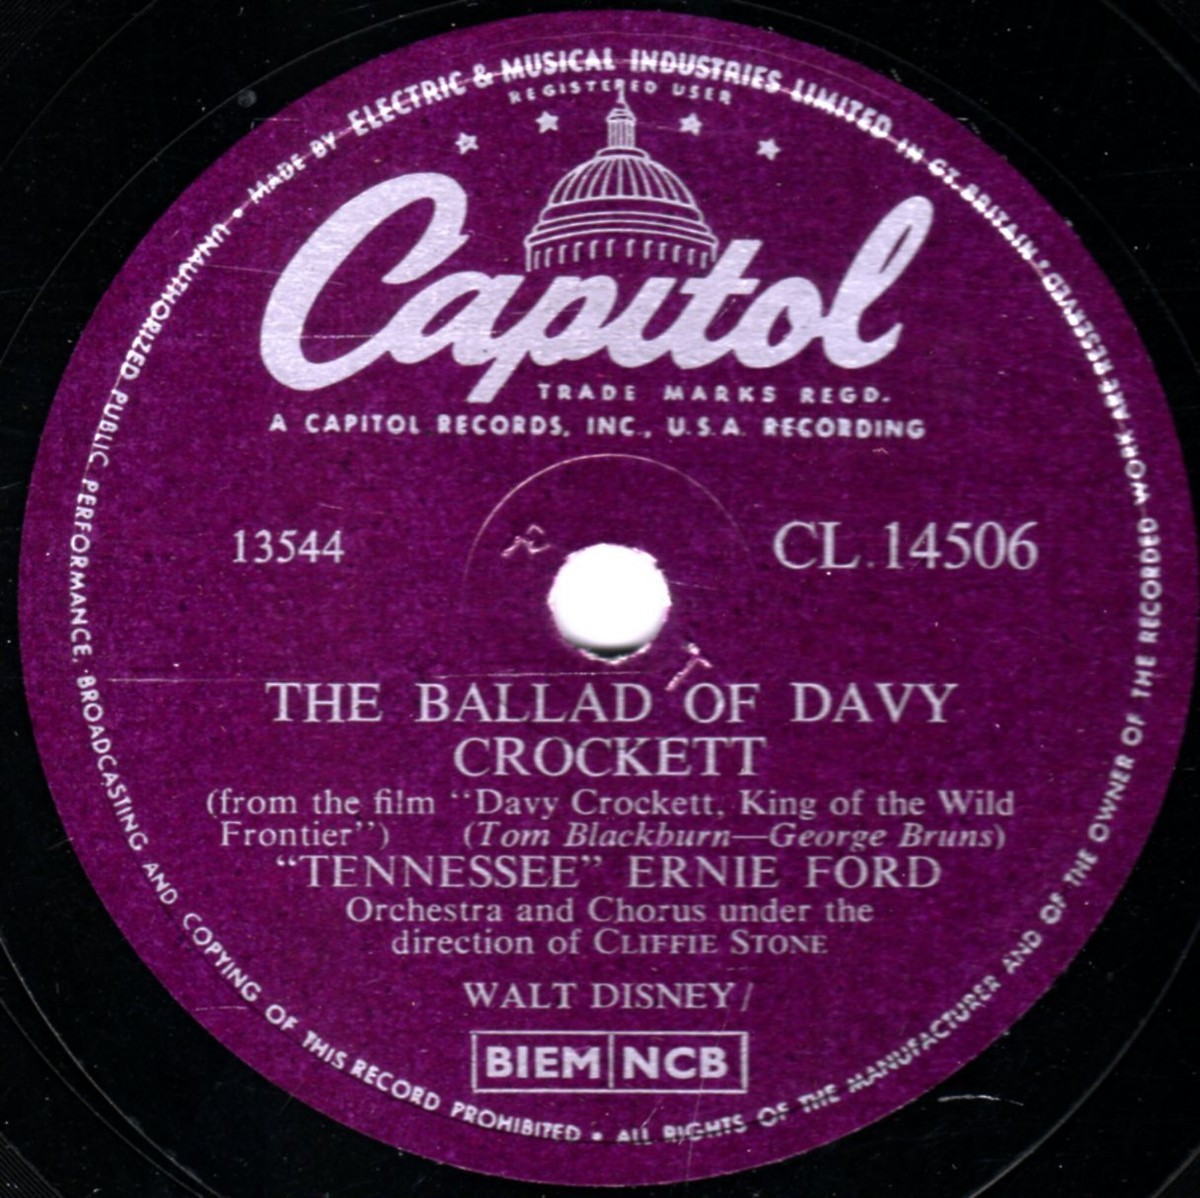 MADE BY ELECTRIC & MUSICAL INDUSTRIES LIMITED IN GT. BRITAIN • ALL RIGHTS OF THE MANUFACTURER AND OF THE OWNER OF THE RECORDED WORK ARE RESERVED • UNAUTHORIZED PUBLIC PERFORMANCE, BROADCASTING AND COPYING OF THIS RECORD PROHIBITED •
REGISTERED USER
Capitol
TRADE MARKS REGD.
A CAPITOL RECORDS, INC., U.S.A. RECORDING
13544
CL.14506
THE BALLAD OF DAVY
CROCKETT
(from the film "Davy Crockett, King of the Wild
Frontier") (Tom Blackburn—George Bruns)
"TENNESSEE" ERNIE FORD
Orchestra and Chorus under the
direction of CLIFFIE STONE
WALT DISNEY/
BIEM NCB